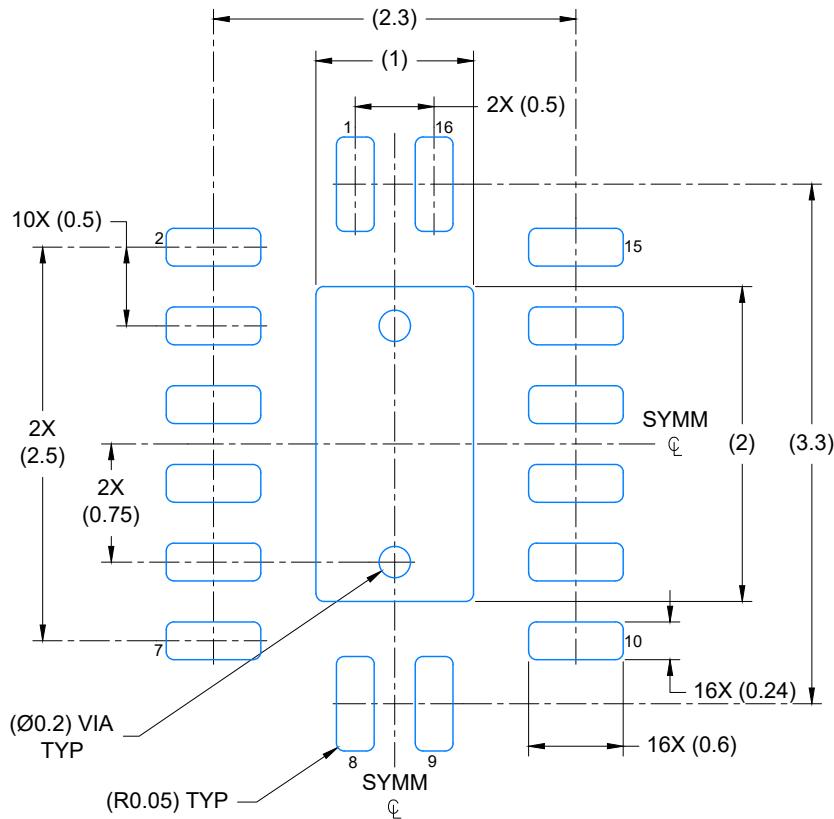 (2.3)
(1)
2X (0.5)
1
16
10X (0.5)
2
15
SYMM
℄
2X
(2.5)
(2)
(3.3)
2X
(0.75)
7
10
16X (0.24)
(Ø0.2) VIA
TYP
16X (0.6)
8
9
(R0.05) TYP
SYMM
℄